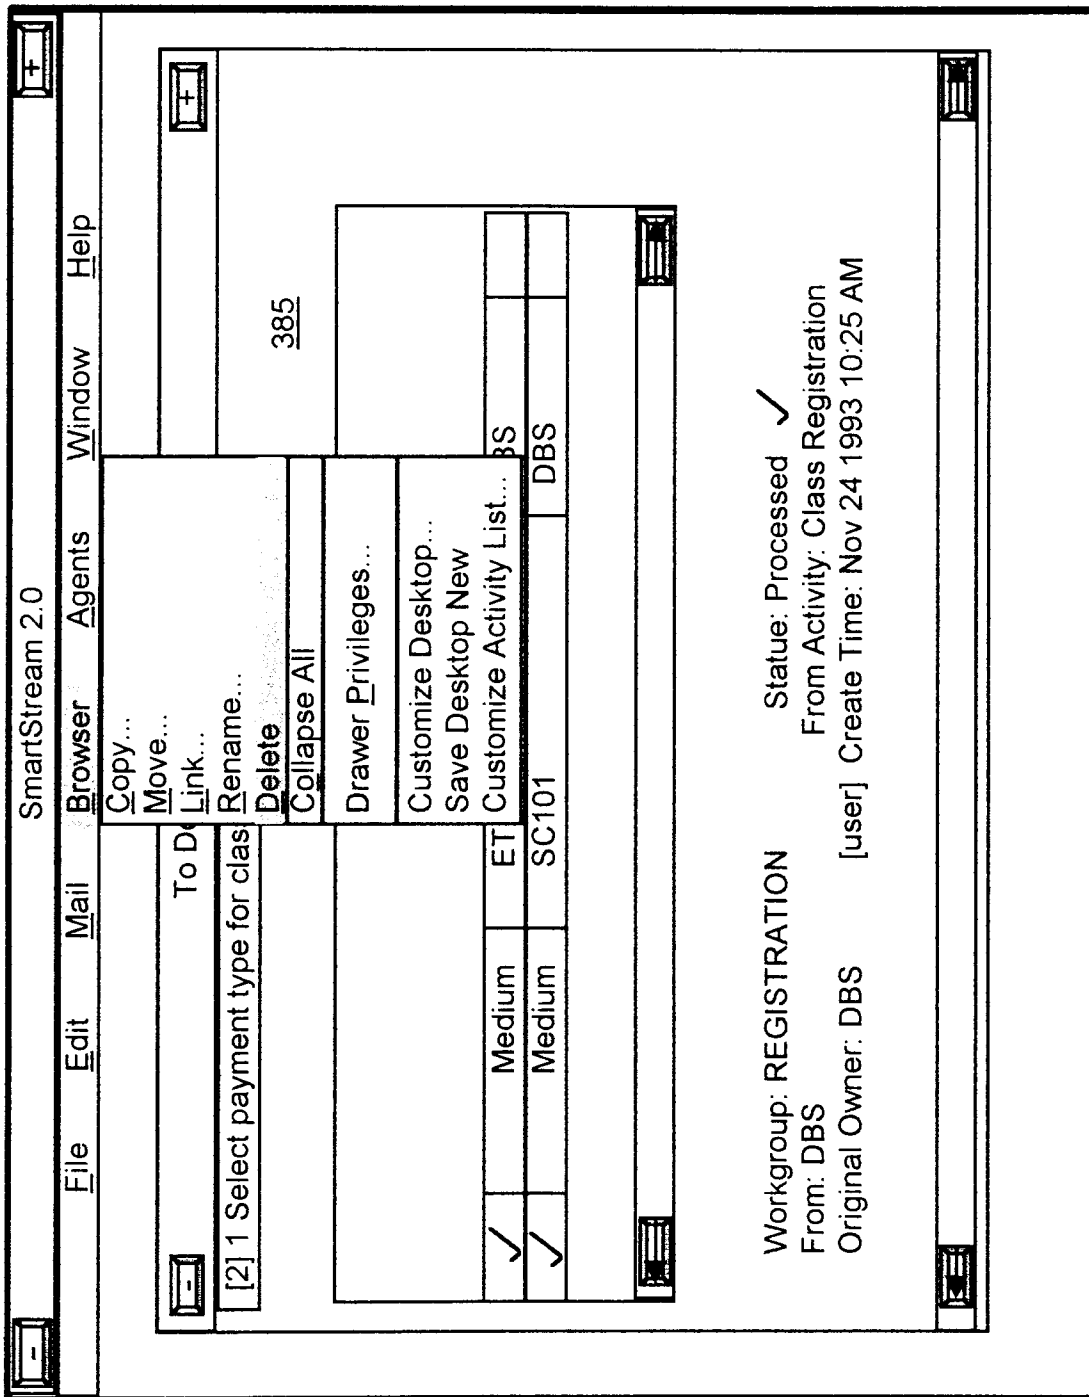 SmartStream 2.0
File Edit Mail Browser Agents Window Help
Copy...
Move...
Link...
Rename...
Delete
Collapse All
Drawer Privileges...
Customize Desktop...
Save Desktop New
Customize Activity List...
To De
[2] 1 Select payment type for clas
385
Medium ET BS
Medium SC101 DBS
Workgroup: REGISTRATION Statue: Processed ✓
From: DBS From Activity: Class Registration
Original Owner: DBS [user] Create Time: Nov 24 1993 10:25 AM